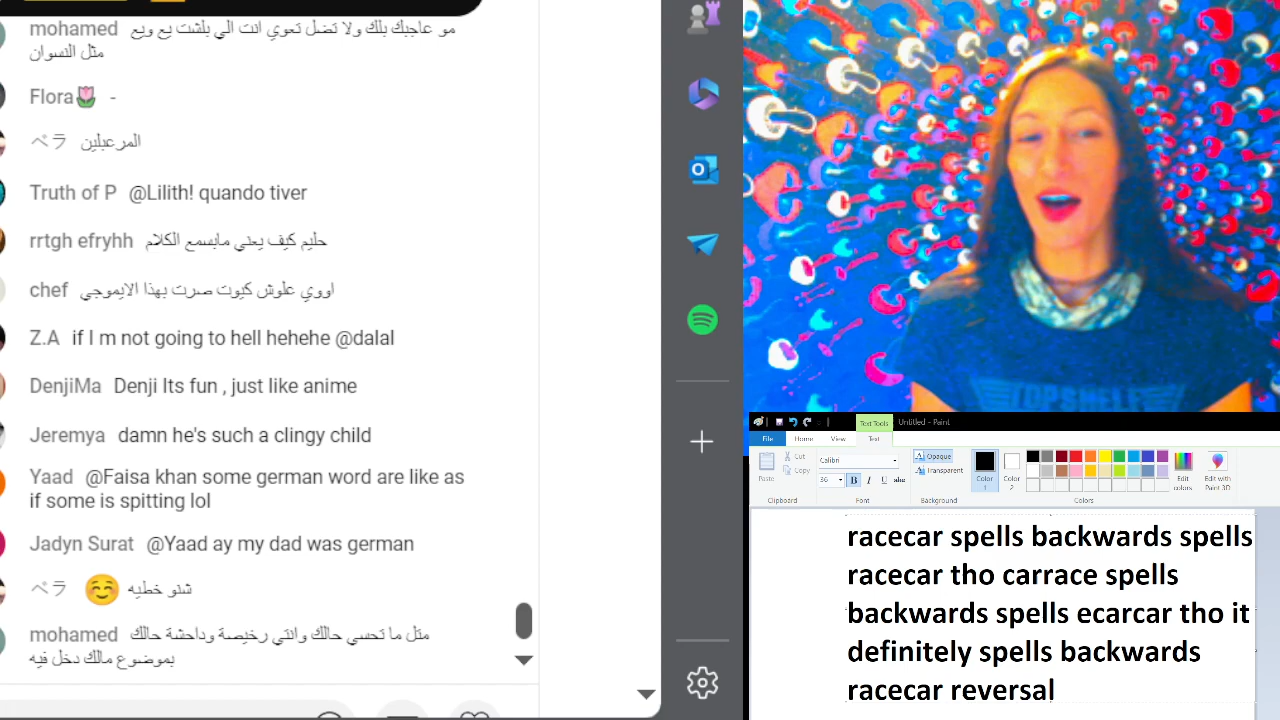 mohamed مو عاجبك بلك ولا تضل تعوي انت الي بلشت يع ويع
مثل النسوان
Flora🌷 -
ペラ المرعبلين
Truth of P @Lilith! quando tiver
rrtgh efryhh حليم كيف يعني مابسمع الكلام
chef اووي علوش كيوت صرت بهذا الايموجي
Z.A if I m not going to hell hehehe @dalal
DenjiMa Denji Its fun , just like anime
Jeremya damn he's such a clingy child
Yaad @Faisa khan some german word are like as
if some is spitting lol
Jadyn Surat @Yaad ay my dad was german
ペラ ☺️ شنو خطيه
mohamed مثل ما تحسي حالك وانتي رخيصة وداحشة حالك
بموضوع مالك دخل فيه
Text Tools Untitled - Paint
File Home View Text
Paste Cut Copy
Clipboard
Calibri
36 B I U abc
Font
Opaque
Transparent
Background
Color 1
Color 2
Edit colors
Edit with Paint 3D
Colors
TOPSHELF
racecar spells backwards spells
racecar tho carrace spells
backwards spells ecarcar tho it
definitely spells backwards
racecar reversal